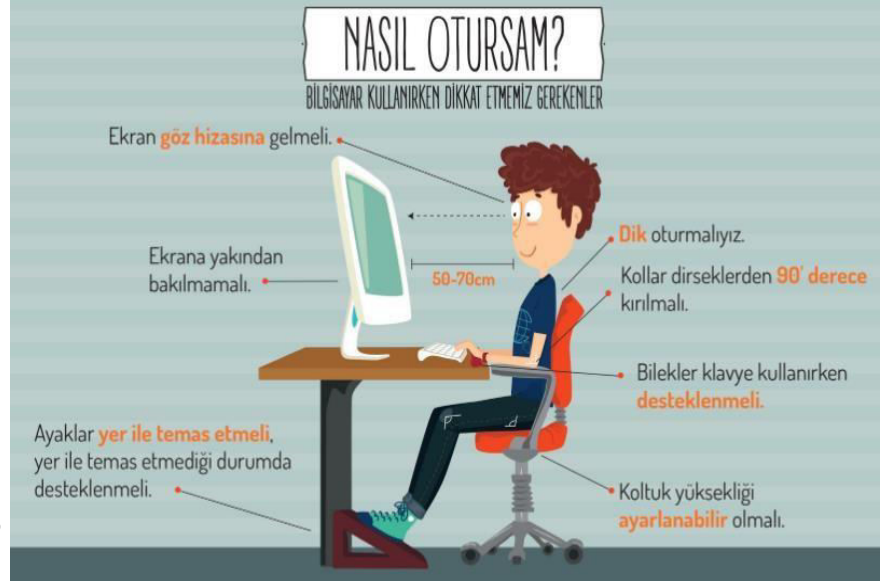 NASIL OTURSAM?
BİLGİSAYAR KULLANIRKEN DİKKAT ETMEMİZ GEREKENLER
Ekran göz hizasına gelmeli.
Ekrana yakından
bakılmamalı.
50-70cm
Dik oturmalıyız.
Kollar dirseklerden 90° derece
kırılmalı.
Bilekler klavye kullanırken
desteklenmeli.
Ayaklar yer ile temas etmeli,
yer ile temas etmediği durumda
desteklenmeli.
Koltuk yüksekliği
ayarlanabilir olmalı.